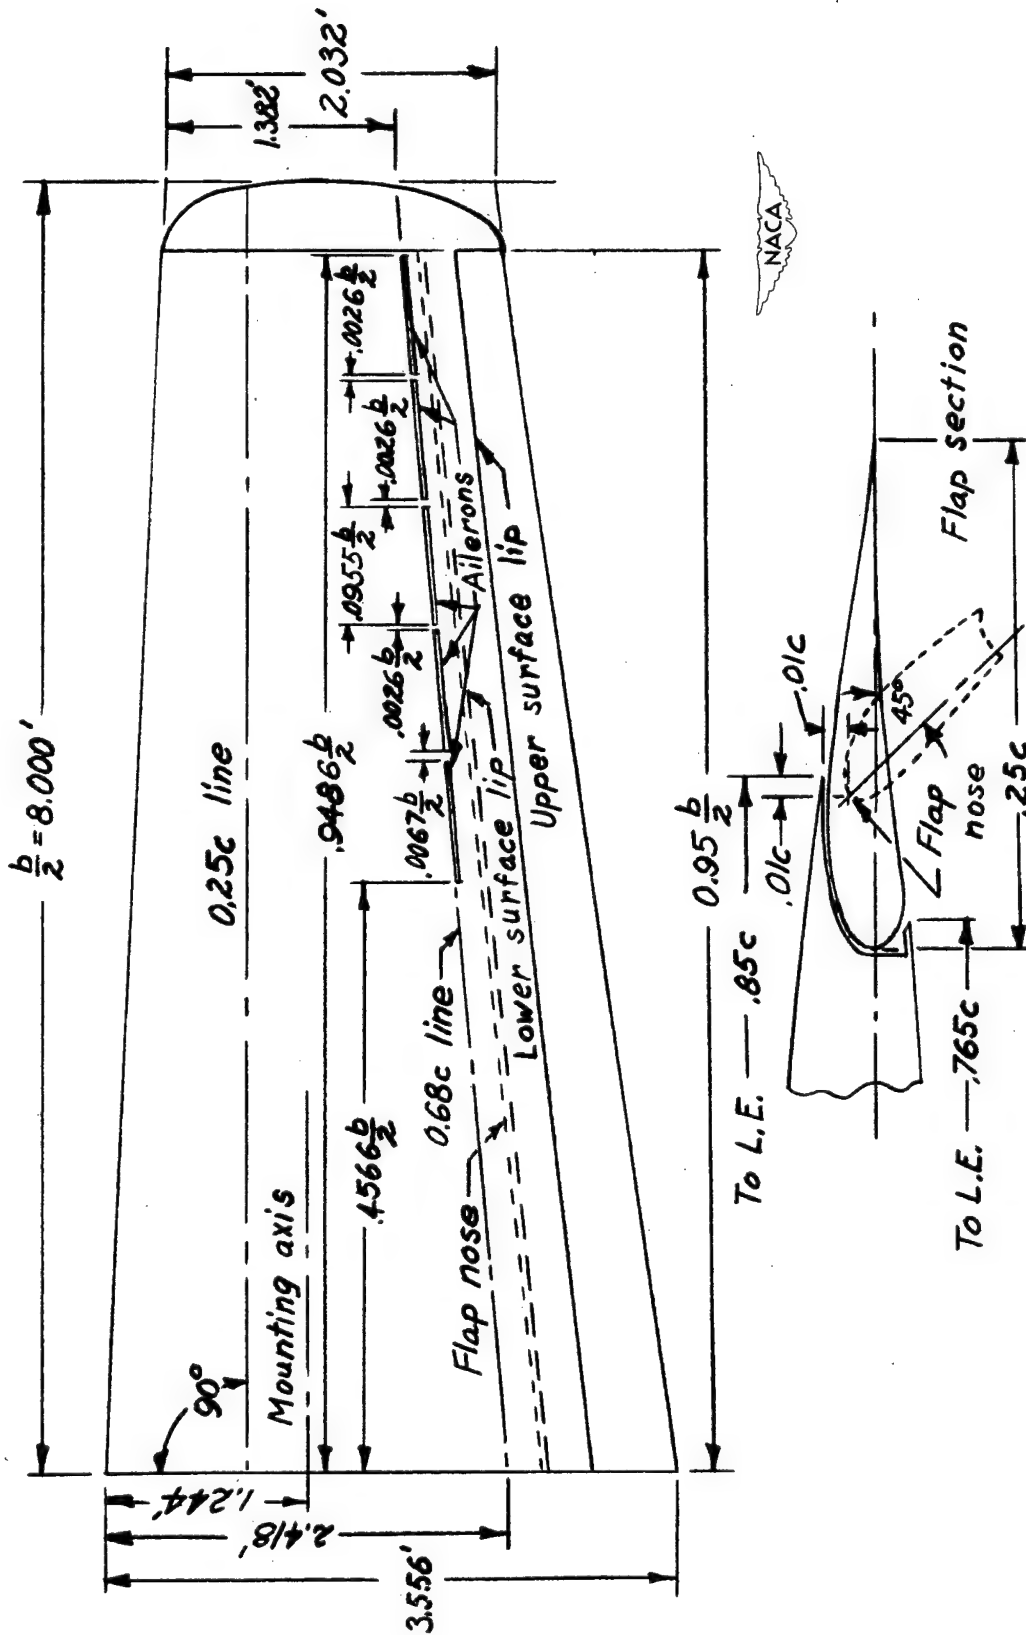 b/2 = 8.000'
1.382'
2.032'
0.25c line
.9486 b/2
.0026 b/2
.0026 b/2
.0955 b/2
.0026 b/2
.0067 b/2
.4566 b/2
90°
Mounting axis
0.68c line
Flap nose
Ailerons
Lower surface lip
Upper surface lip
1.244'
2.418'
3.556'
0.95 b/2
NACA
To L.E. .85c
.01c
.01c
45°
Flap nose
To L.E. .765c
.25c
Flap section